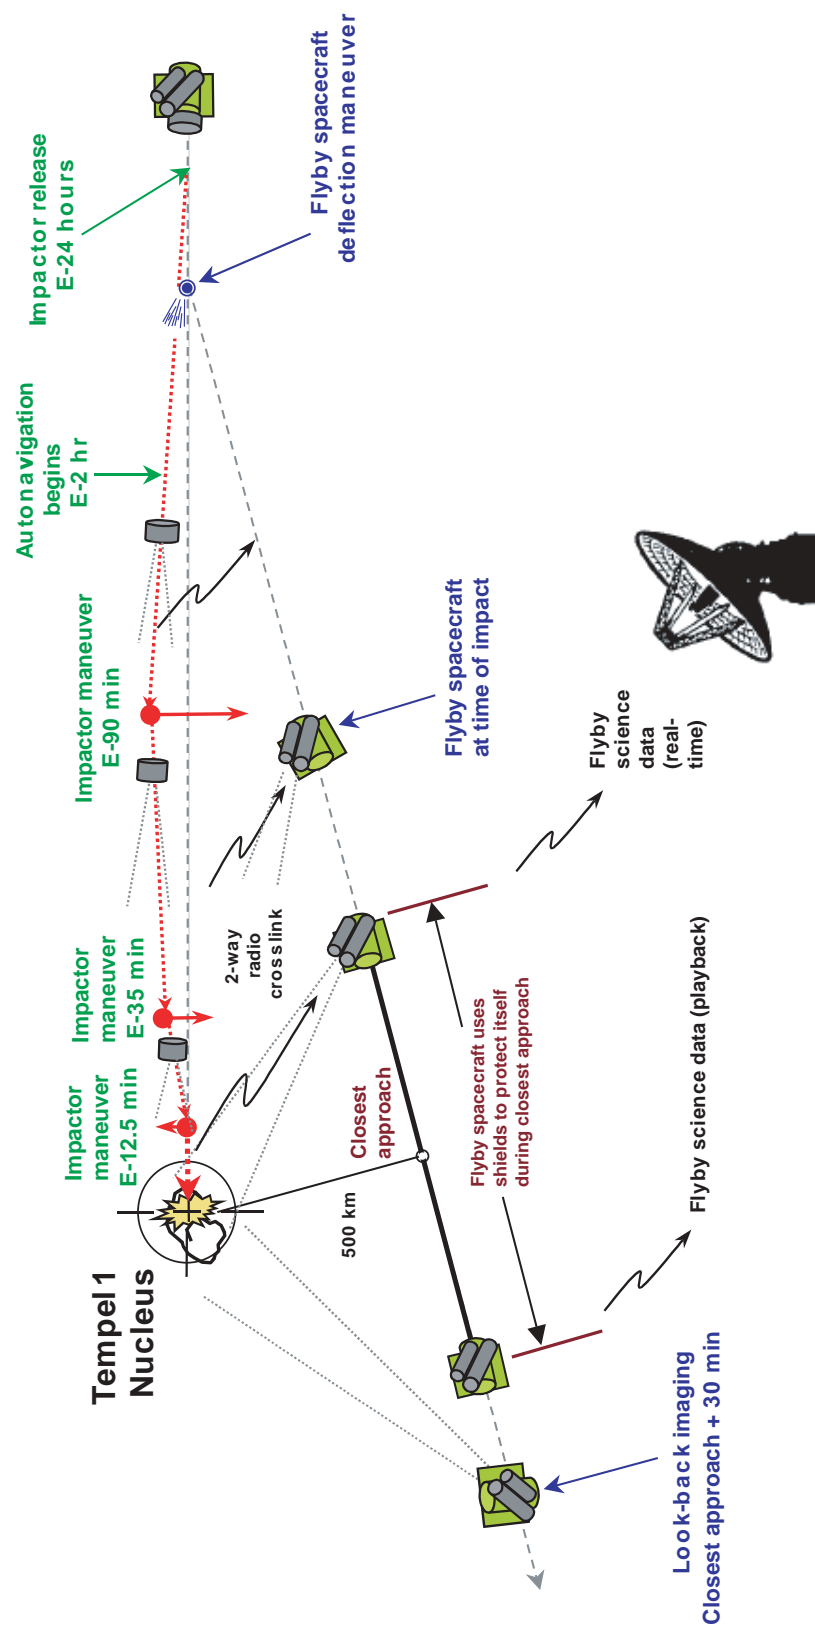 Tempel 1
Nucleus
Impactor
maneuver
E-12.5 min
Impactor
maneuver
E-35 min
Impactor maneuver
E-90 min
Autonavigation
begins
E-2 hr
Impactor release
E-24 hours
Flyby spacecraft
deflection maneuver
2-way
radio
crosslink
500 km
Closest
approach
Flyby spacecraft
at time of impact
Flyby spacecraft uses
shields to protect itself
during closest approach
Flyby
science
data
(real-
time)
Look-back imaging
Closest approach + 30 min
Flyby science data (playback)